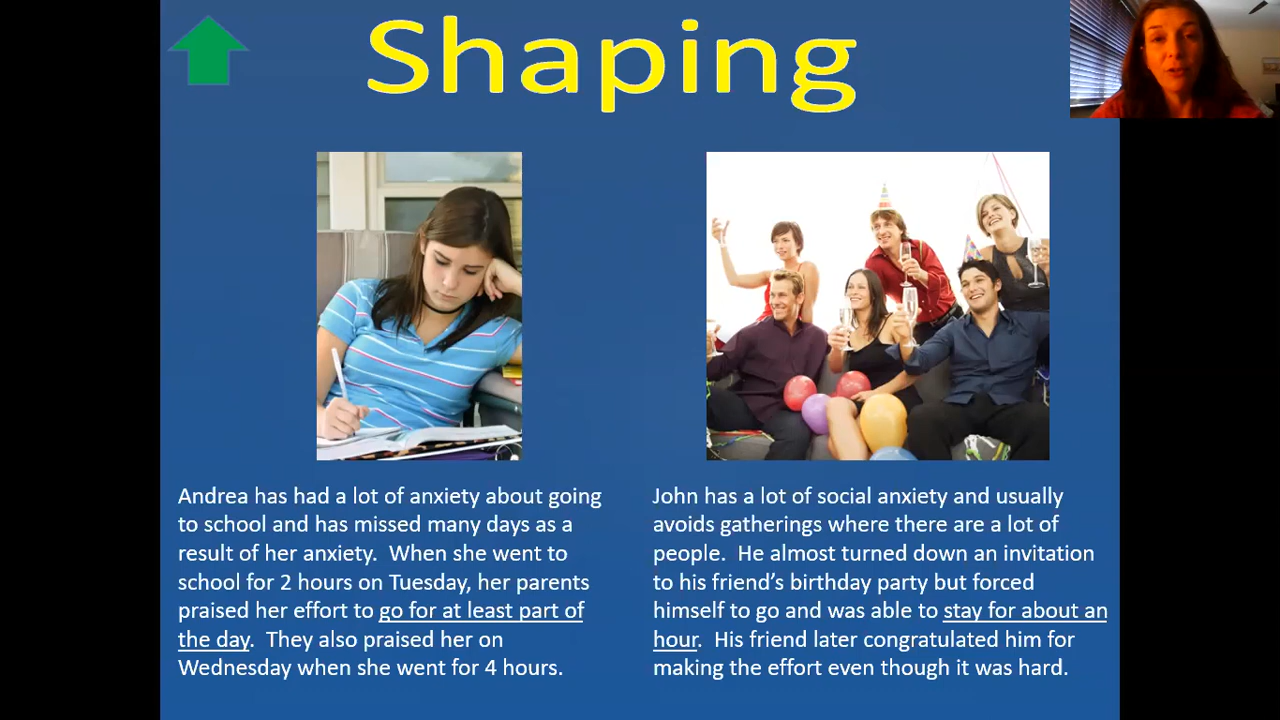 Shaping
Andrea has had a lot of anxiety about going
to school and has missed many days as a
result of her anxiety.  When she went to
school for 2 hours on Tuesday, her parents
praised her effort to go for at least part of
the day.  They also praised her on
Wednesday when she went for 4 hours.
John has a lot of social anxiety and usually
avoids gatherings where there are a lot of
people.  He almost turned down an invitation
to his friend’s birthday party but forced
himself to go and was able to stay for about an
hour.  His friend later congratulated him for
making the effort even though it was hard.